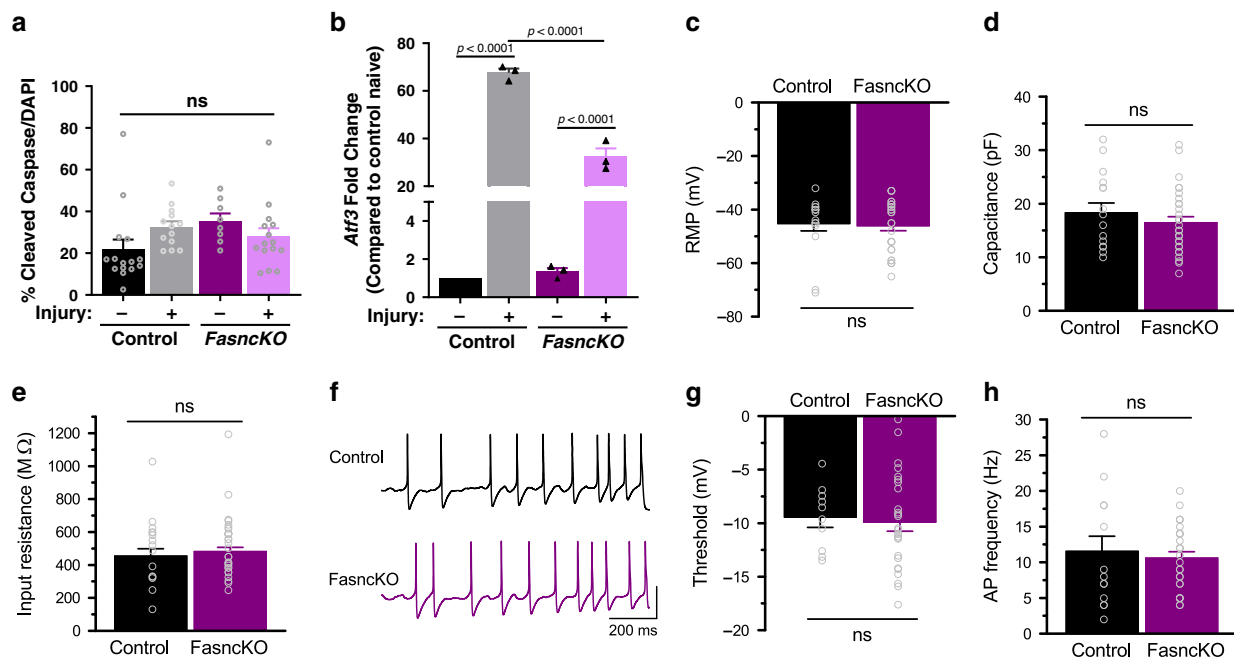 a
% Cleaved Caspase/DAPI
100
80
60
40
20
0
ns
Injury:
−
+
−
+
Control
FasncKO
b
Atf3 Fold Change
(Compared to control naive)
80
60
40
20
4
2
0
p < 0.0001
p < 0.0001
p < 0.0001
Injury:
−
+
−
+
Control
FasncKO
c
Control
FasncKO
RMP (mV)
0
−20
−40
−60
−80
ns
d
Capacitance (pF)
40
30
20
10
0
ns
Control
FasncKO
e
Input resistance (MΩ)
1200
1000
800
600
400
200
0
ns
Control
FasncKO
f
Control
FasncKO
200 ms
g
Control
FasncKO
Threshold (mV)
0
−5
−10
−15
−20
ns
h
AP frequency (Hz)
30
25
20
15
10
5
0
ns
Control
FasncKO